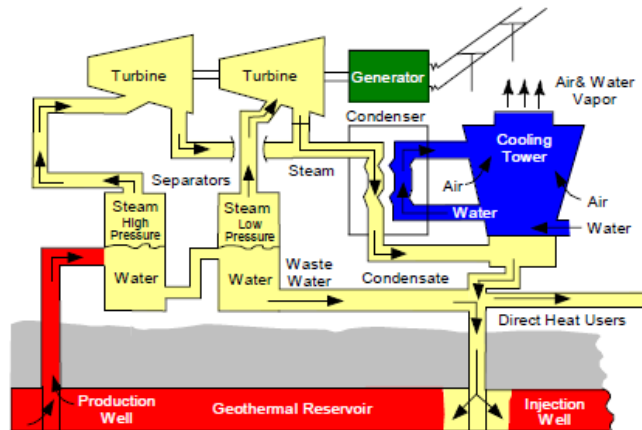 Turbine
Turbine
Generator
Air& Water
Vapor
Condenser
Cooling
Tower
Separators
Steam
Air
Air
Steam
High
Pressure
Steam
Low
Pressure
Water
Water
Water
Water
Waste
Water
Condensate
Direct Heat Users
Production
Well
Geothermal Reservoir
Injection
Well